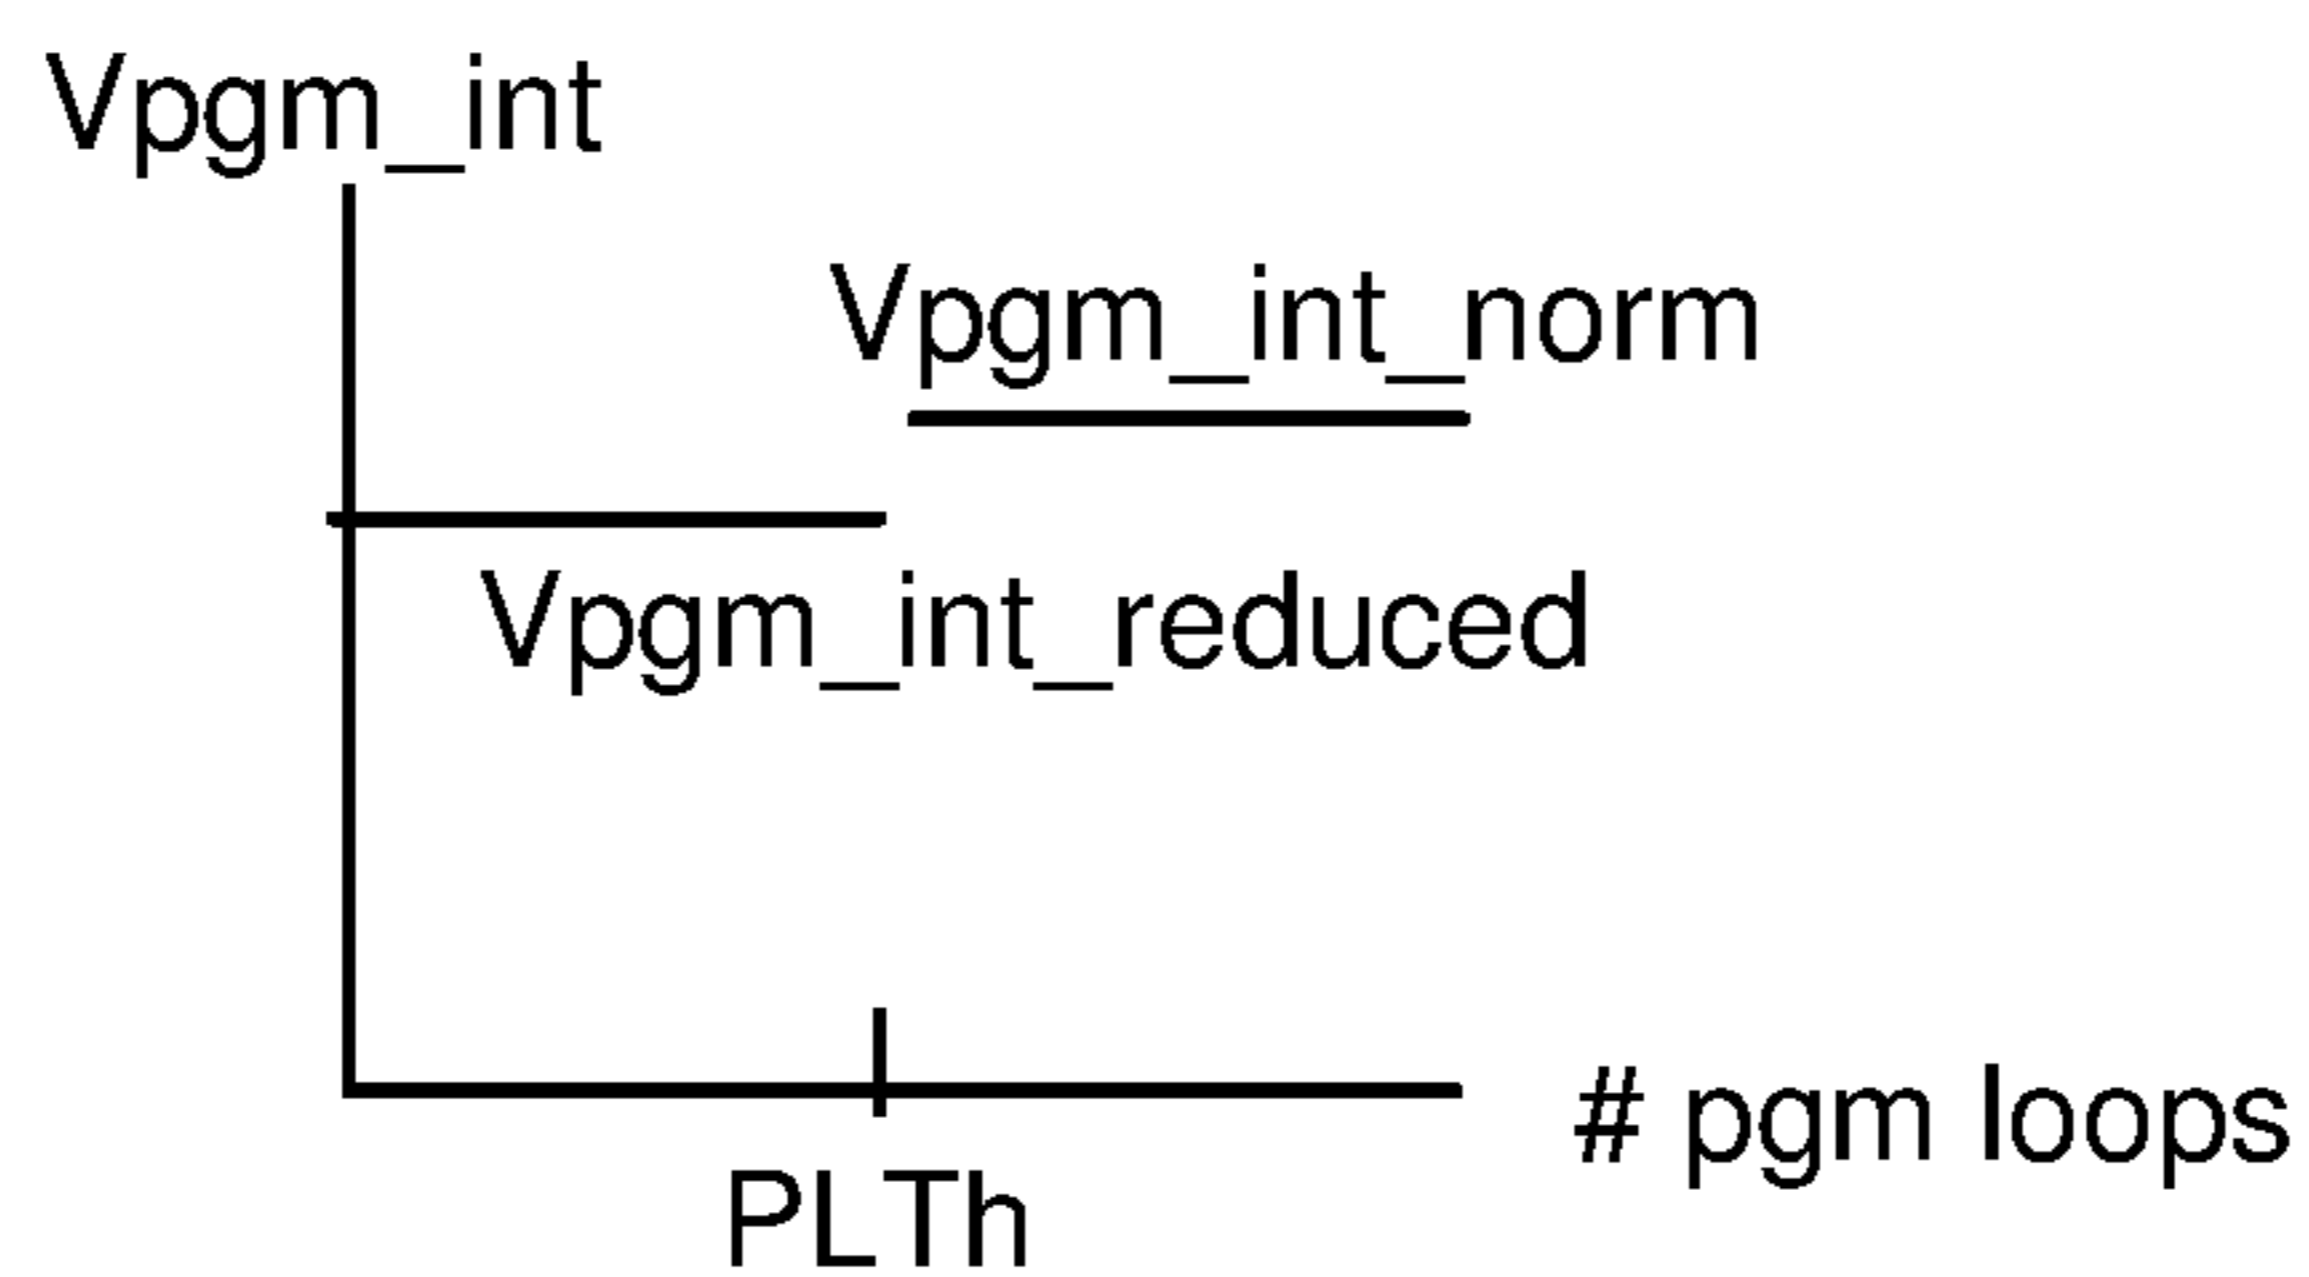 Vpgm_int
Vpgm_int_norm
Vpgm_int_reduced
# pgm loops
PLTh